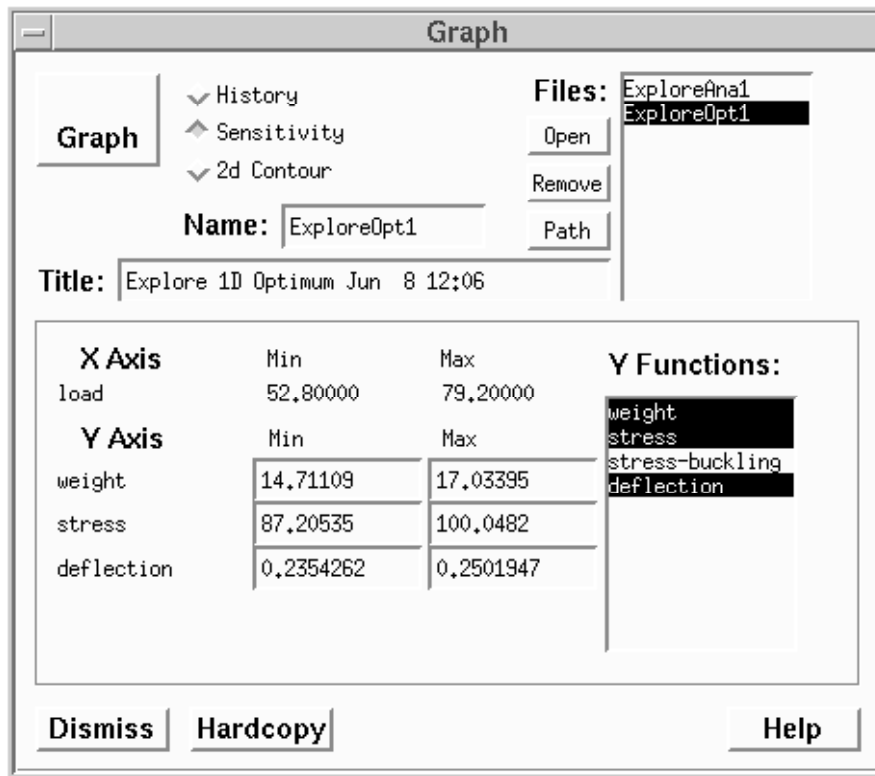 Graph
Graph
History
Sensitivity
2d Contour
Files:
Open
Remove
Path
ExploreAna1
ExploreOpt1
Name: ExploreOpt1
Title: Explore 1D Optimum Jun  8 12:06
X Axis Min Max
load 52.80000 79.20000
Y Axis Min Max
weight 14.71109 17.03395
stress 87.20535 100.0482
deflection 0.2354262 0.2501947
Y Functions:
weight
stress
stress-buckling
deflection
Dismiss Hardcopy Help